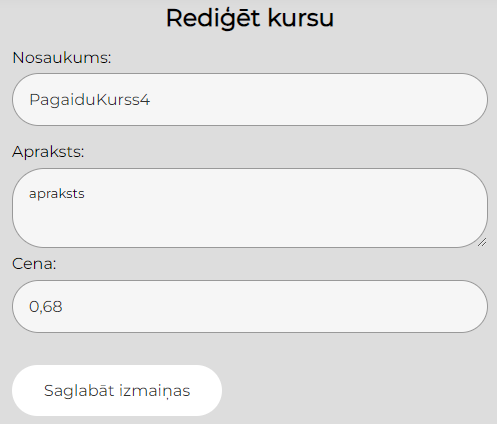 Rediģēt kursu
Nosaukums:
PagaiduKurss4
Apraksts:
apraksts
Cena:
0,68
Saglabāt izmaiņas